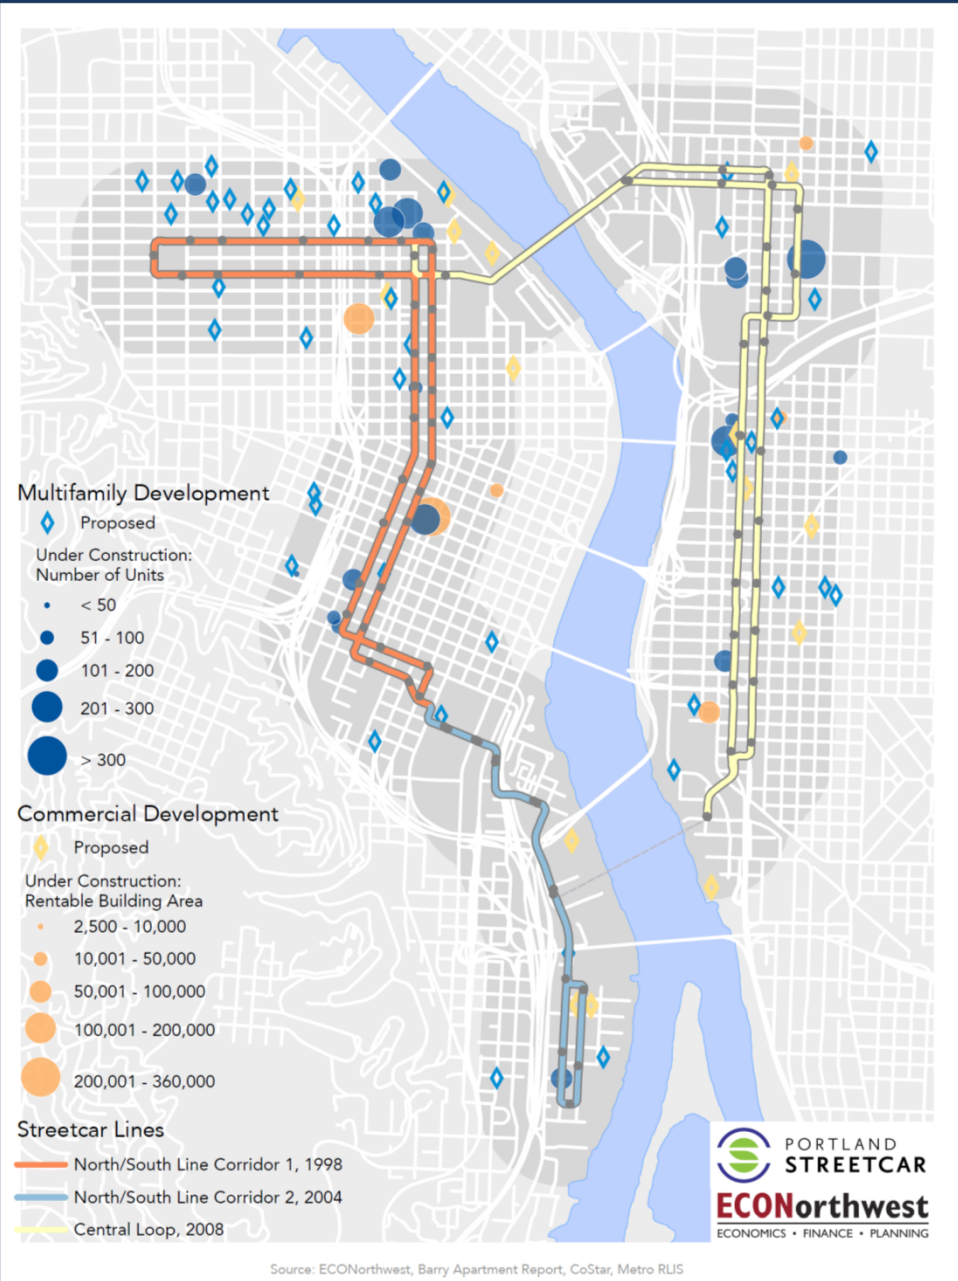 Multifamily Development
Proposed
Under Construction:
Number of Units
< 50
51 - 100
101 - 200
201 - 300
> 300
Commercial Development
Proposed
Under Construction:
Rentable Building Area
2,500 - 10,000
10,001 - 50,000
50,001 - 100,000
100,001 - 200,000
200,001 - 360,000
Streetcar Lines
North/South Line Corridor 1, 1998
North/South Line Corridor 2, 2004
Central Loop, 2008
PORTLAND
STREETCAR
ECONorthwest
ECONOMICS • FINANCE • PLANNING
Source: ECONorthwest, Barry Apartment Report, CoStar, Metro RLIS